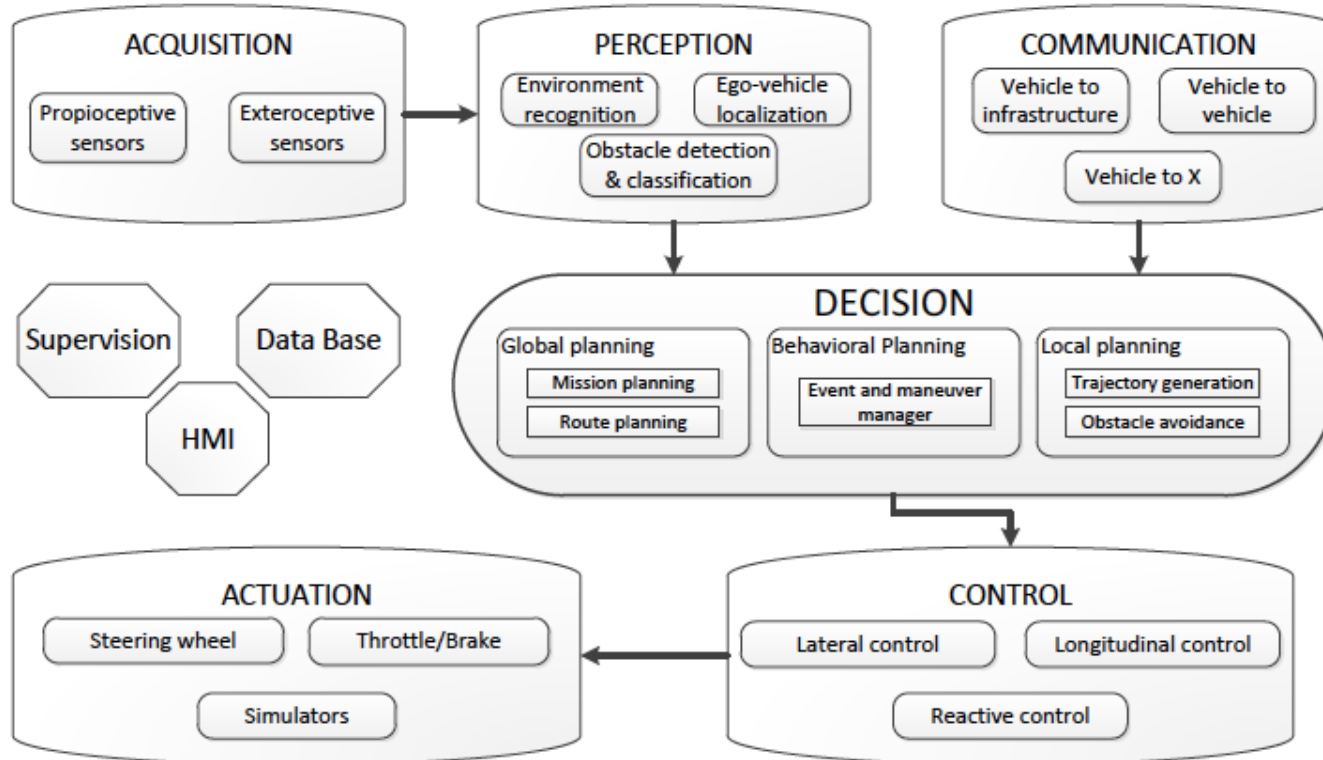 ACQUISITION
Propioceptive
sensors
Exteroceptive
sensors
PERCEPTION
Environment
recognition
Ego-vehicle
localization
Obstacle detection
& classification
COMMUNICATION
Vehicle to
infrastructure
Vehicle to
vehicle
Vehicle to X
Supervision
Data Base
HMI
DECISION
Global planning
Mission planning
Route planning
Behavioral Planning
Event and maneuver
manager
Local planning
Trajectory generation
Obstacle avoidance
ACTUATION
Steering wheel
Throttle/Brake
Simulators
CONTROL
Lateral control
Longitudinal control
Reactive control